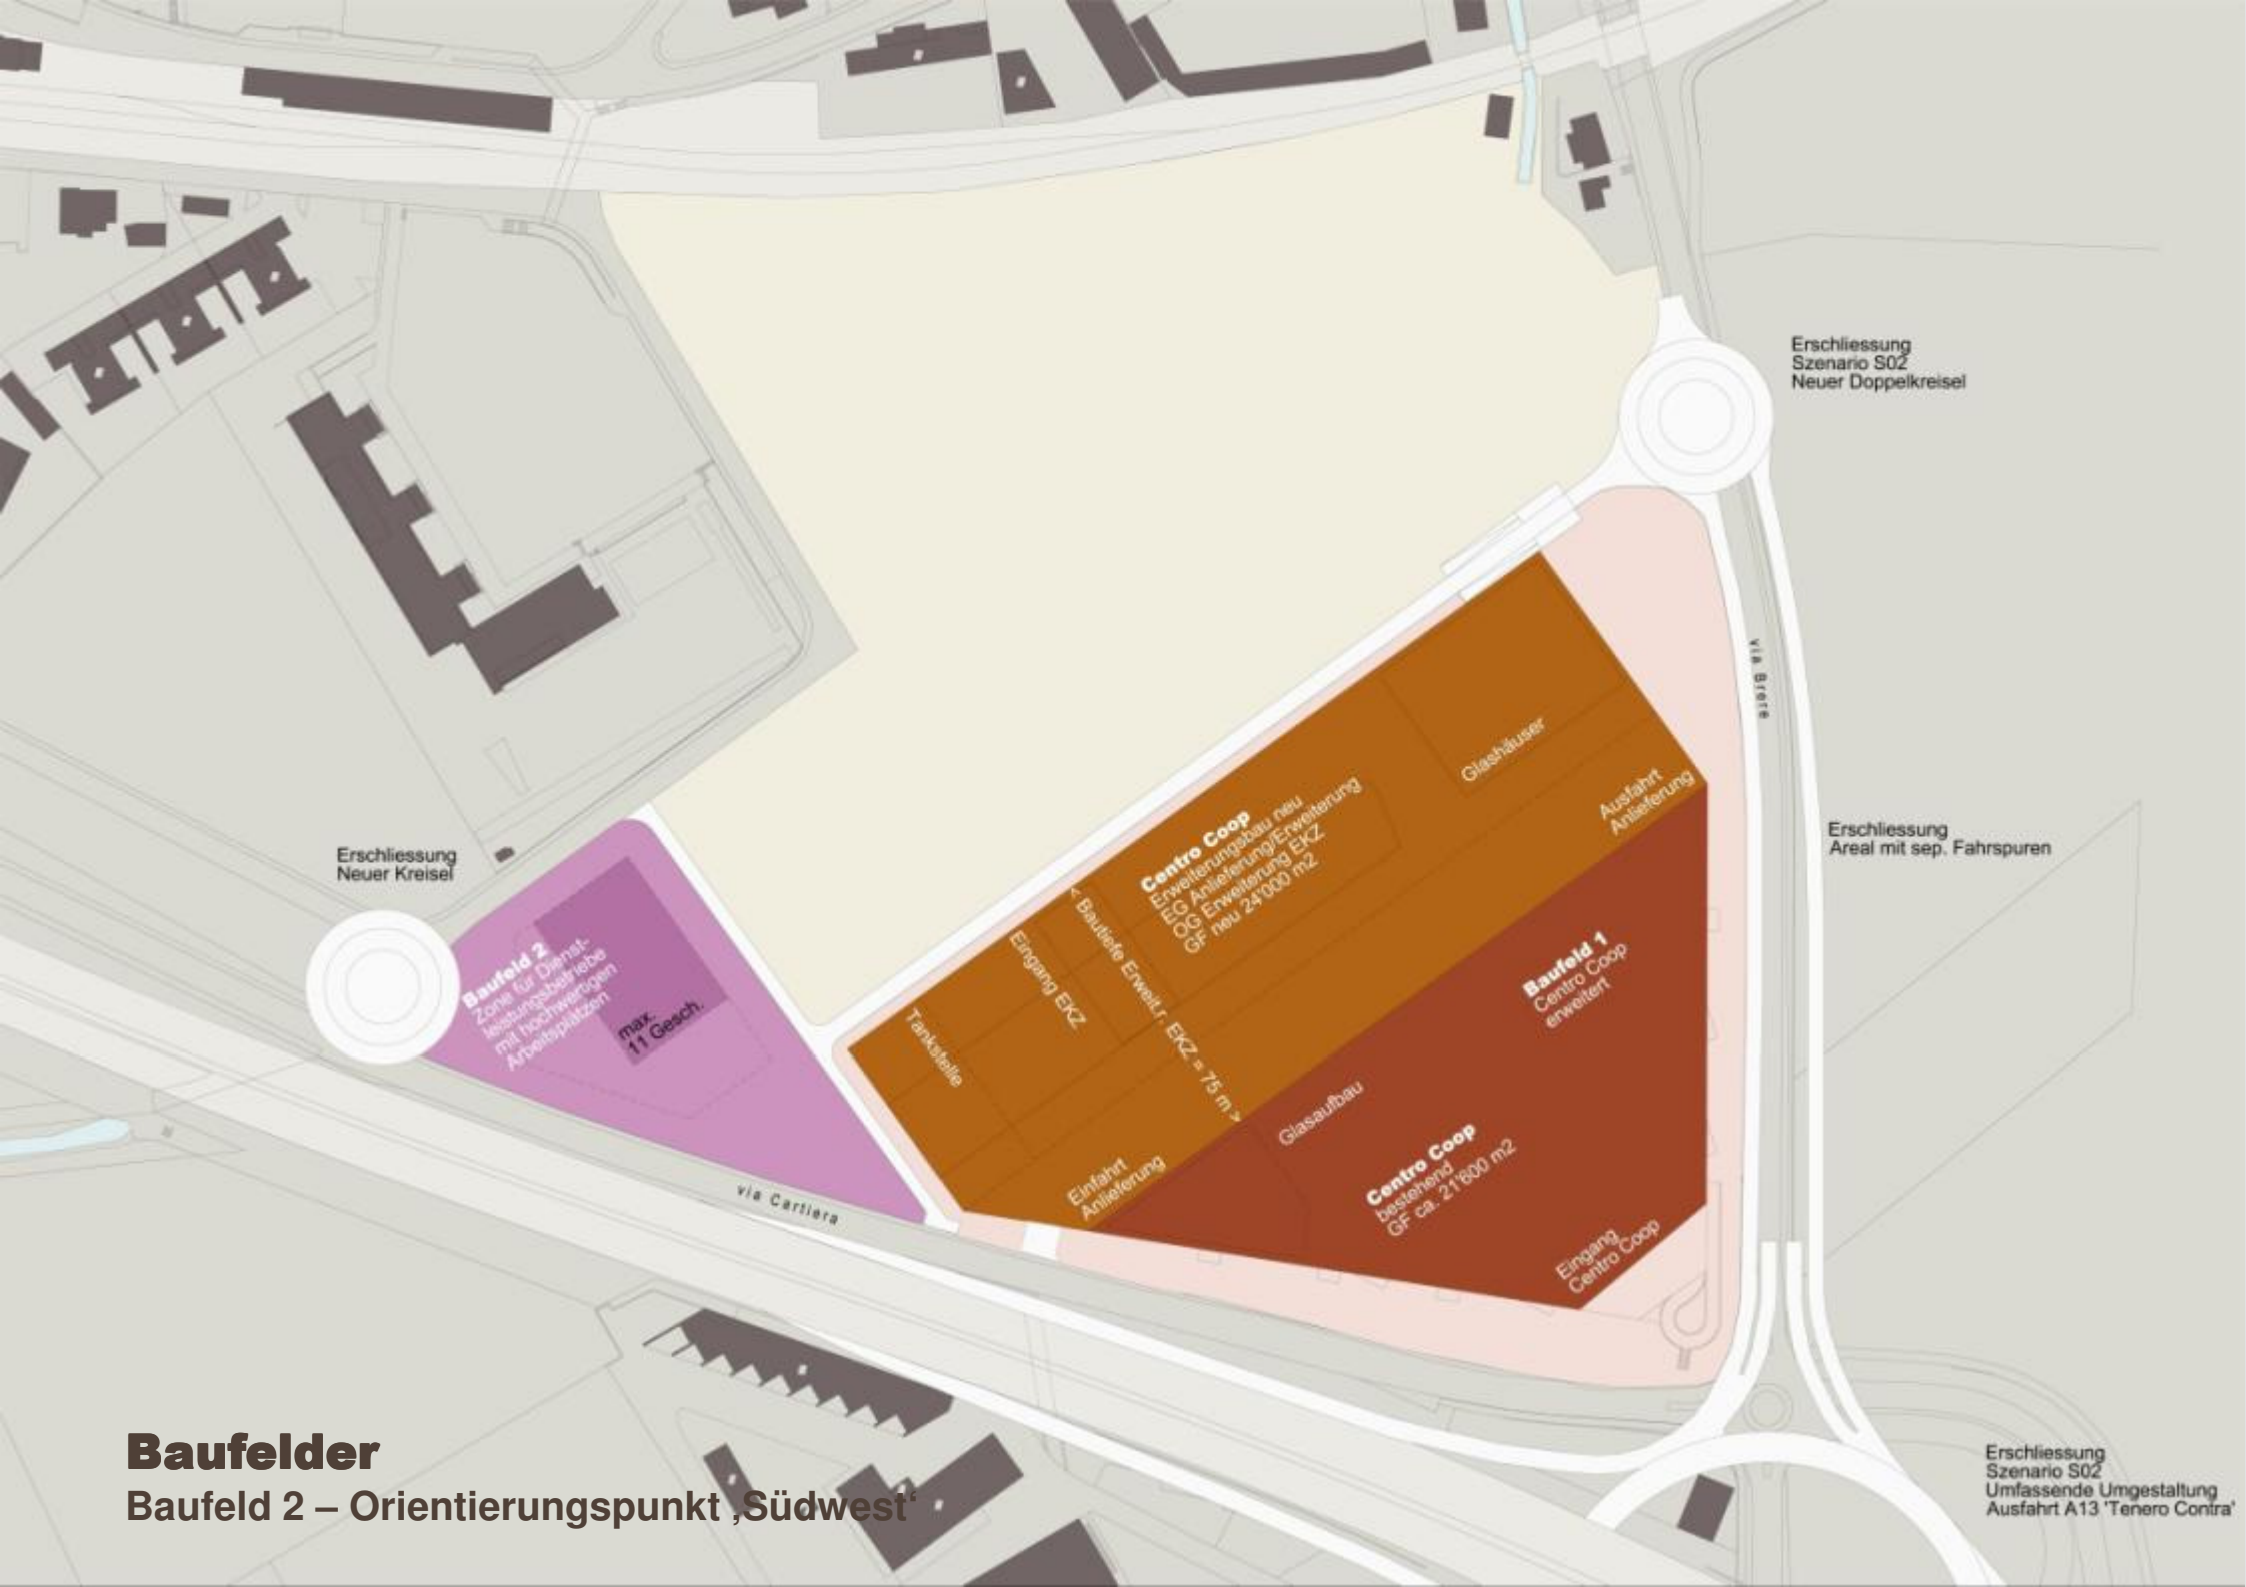 Erschliessung
Szenario S02
Neuer Doppelkreisel
via Brere
Glashäuser
Ausfahrt
Anlieferung
Centro Coop
Erweiterungsbau neu
EG Anlieferung/Erweiterung
OG Erweiterung EKZ
GF neu 24'000 m2
Erschliessung
Areal mit sep. Fahrspuren
Erschliessung
Neuer Kreisel
< Bautiefe Erweit.r. EKZ = 75 m >
Eingang EKZ
Tankstelle
Baufeld 2
Zone für Dienst-
leistungsbetriebe
mit hochwertigen
Arbeitsplätzen
max.
11 Gesch.
Baufeld 1
Centro Coop
erweitert
Glasaufbau
Centro Coop
bestehend
GF ca. 21'600 m2
Einfahrt
Anlieferung
via Cartiera
Eingang
Centro Coop
Baufelder
Baufeld 2 – Orientierungspunkt ‚Südwest‘
Erschliessung
Szenario S02
Umfassende Umgestaltung
Ausfahrt A13 'Tenero Contra'